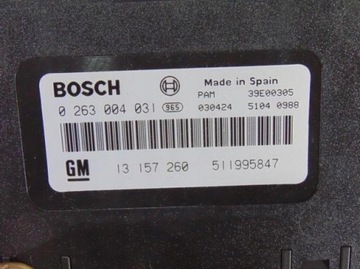 BOSCH Made in Spain
PAM 39E00305
0 263 004 031 965 030424 5104 0988
GM 13 157 260 511995847